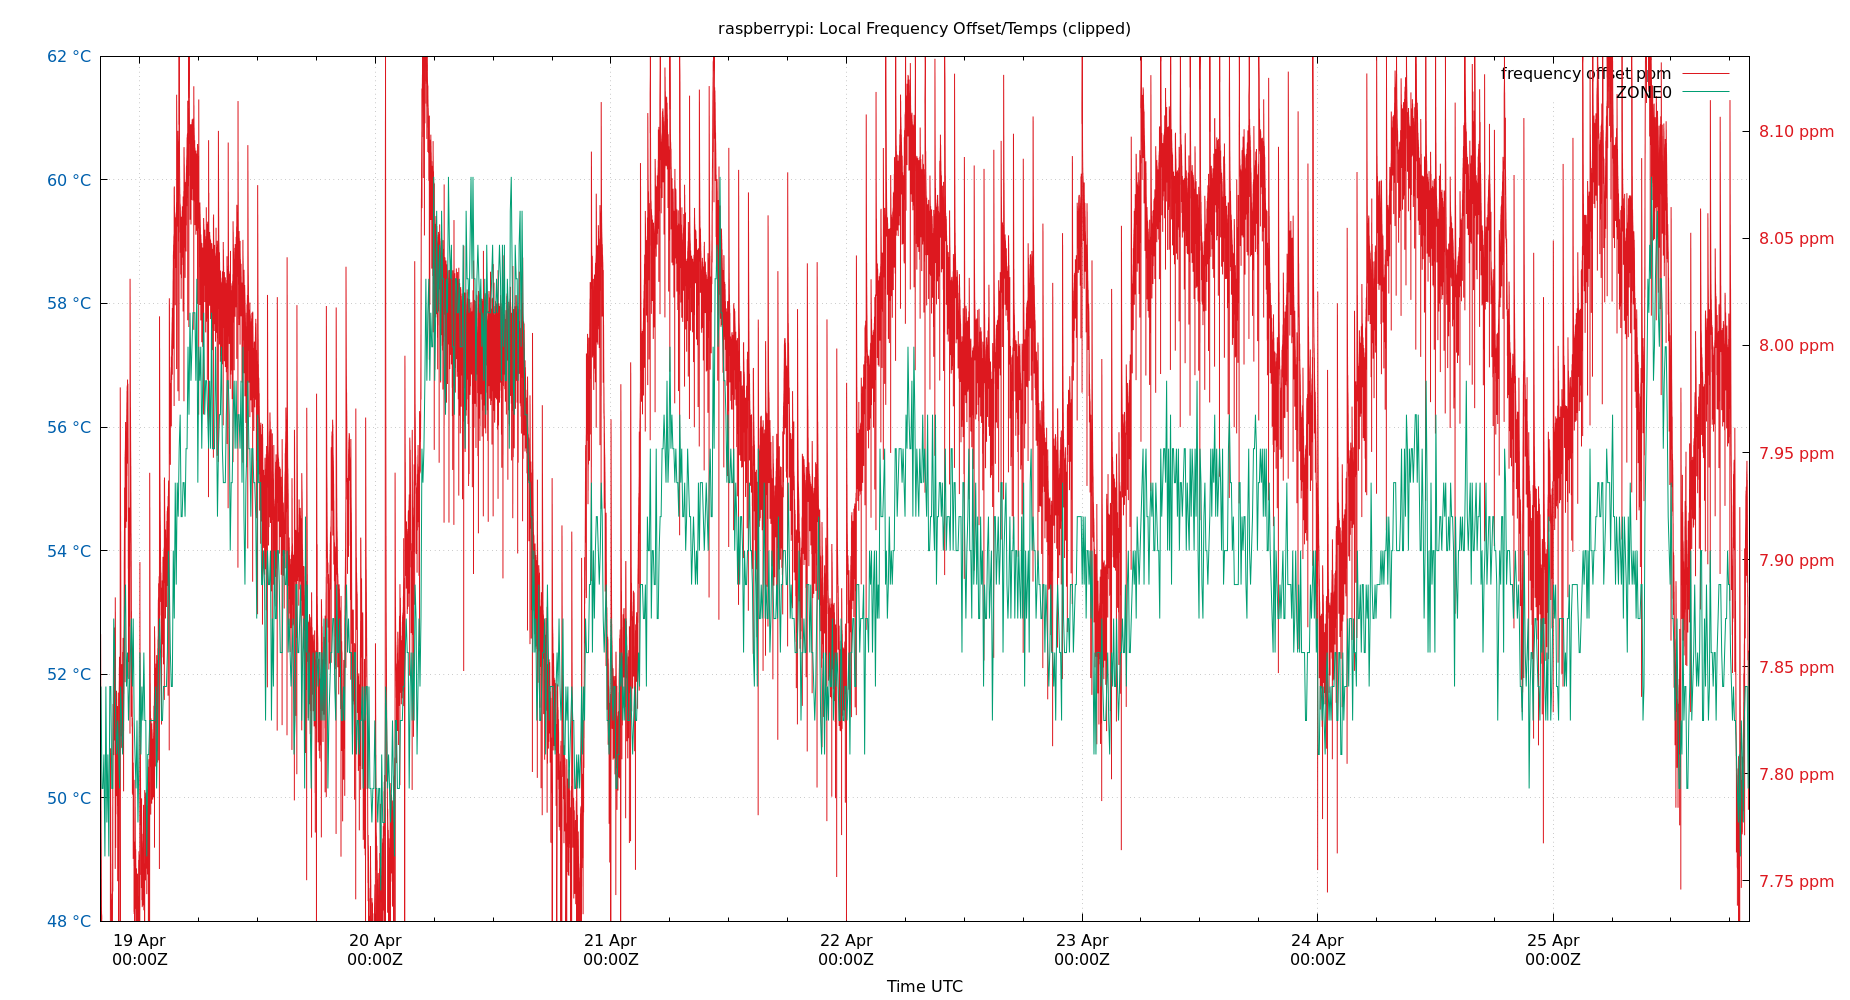 raspberrypi: Local Frequency Offset/Temps (clipped)
62 °C
60 °C
58 °C
56 °C
54 °C
52 °C
50 °C
48 °C
frequency offset ppm
ZONE0
8.10 ppm
8.05 ppm
8.00 ppm
7.95 ppm
7.90 ppm
7.85 ppm
7.80 ppm
7.75 ppm
19 Apr 20 Apr 21 Apr 22 Apr 23 Apr 24 Apr 25 Apr
00:00Z 00:00Z 00:00Z 00:00Z 00:00Z 00:00Z 00:00Z
Time UTC